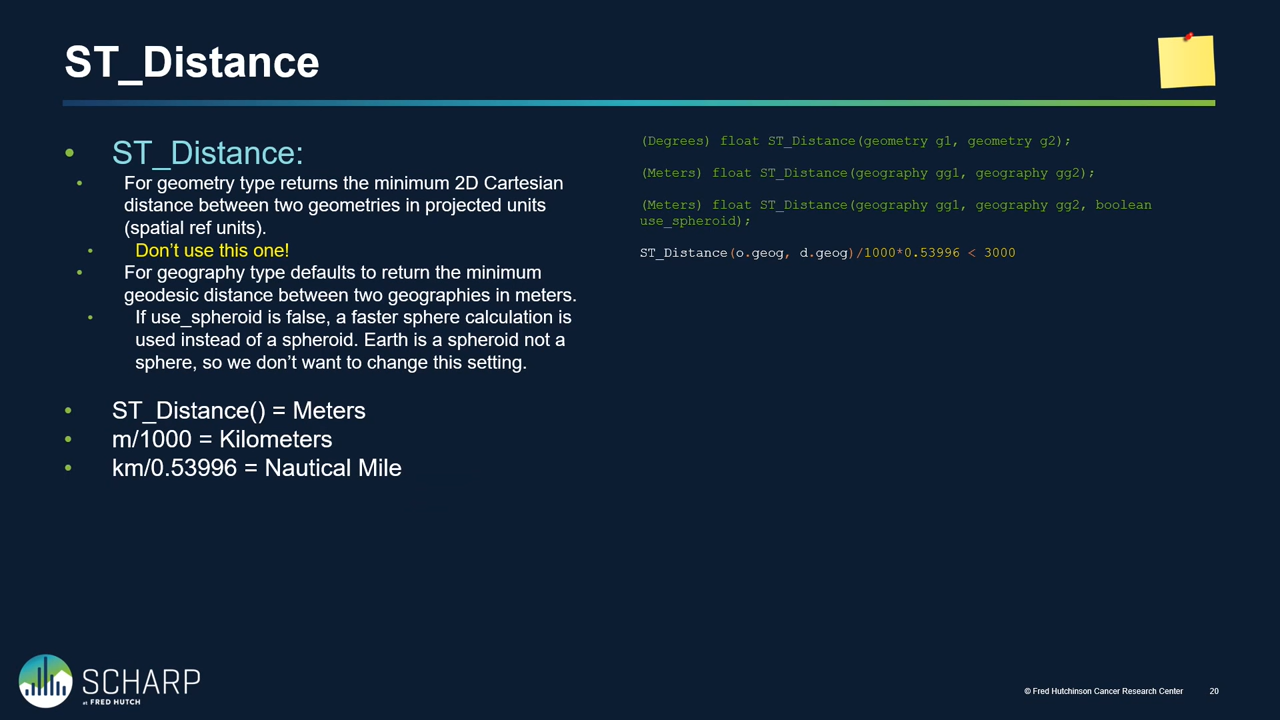 ST_Distance
• ST_Distance:
• For geometry type returns the minimum 2D Cartesian
distance between two geometries in projected units
(spatial ref units).
• Don’t use this one!
• For geography type defaults to return the minimum
geodesic distance between two geographies in meters.
• If use_spheroid is false, a faster sphere calculation is
used instead of a spheroid. Earth is a spheroid not a
sphere, so we don’t want to change this setting.
• ST_Distance() = Meters
• m/1000 = Kilometers
• km/0.53996 = Nautical Mile
(Degrees) float ST_Distance(geometry g1, geometry g2);
(Meters) float ST_Distance(geography gg1, geography gg2);
(Meters) float ST_Distance(geography gg1, geography gg2, boolean
use_spheroid);
ST_Distance(o.geog, d.geog)/1000*0.53996 < 3000
SCHARP
at FRED HUTCH
© Fred Hutchinson Cancer Research Center 20